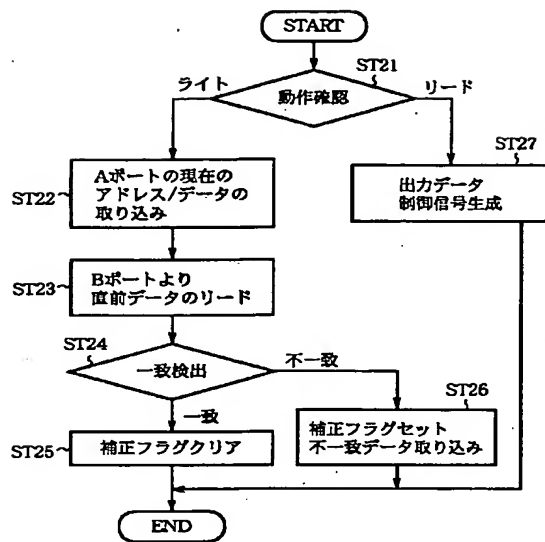 START
ST21
ライト
動作確認
リード
ST27
ST22
Aポートの現在の
アドレス/データの
取り込み
出力データ
制御信号生成
ST23
Bポートより
直前データのリード
ST24
一致検出
不一致
一致
ST26
ST25
補正フラグクリア
補正フラグセット
不一致データ取り込み
END